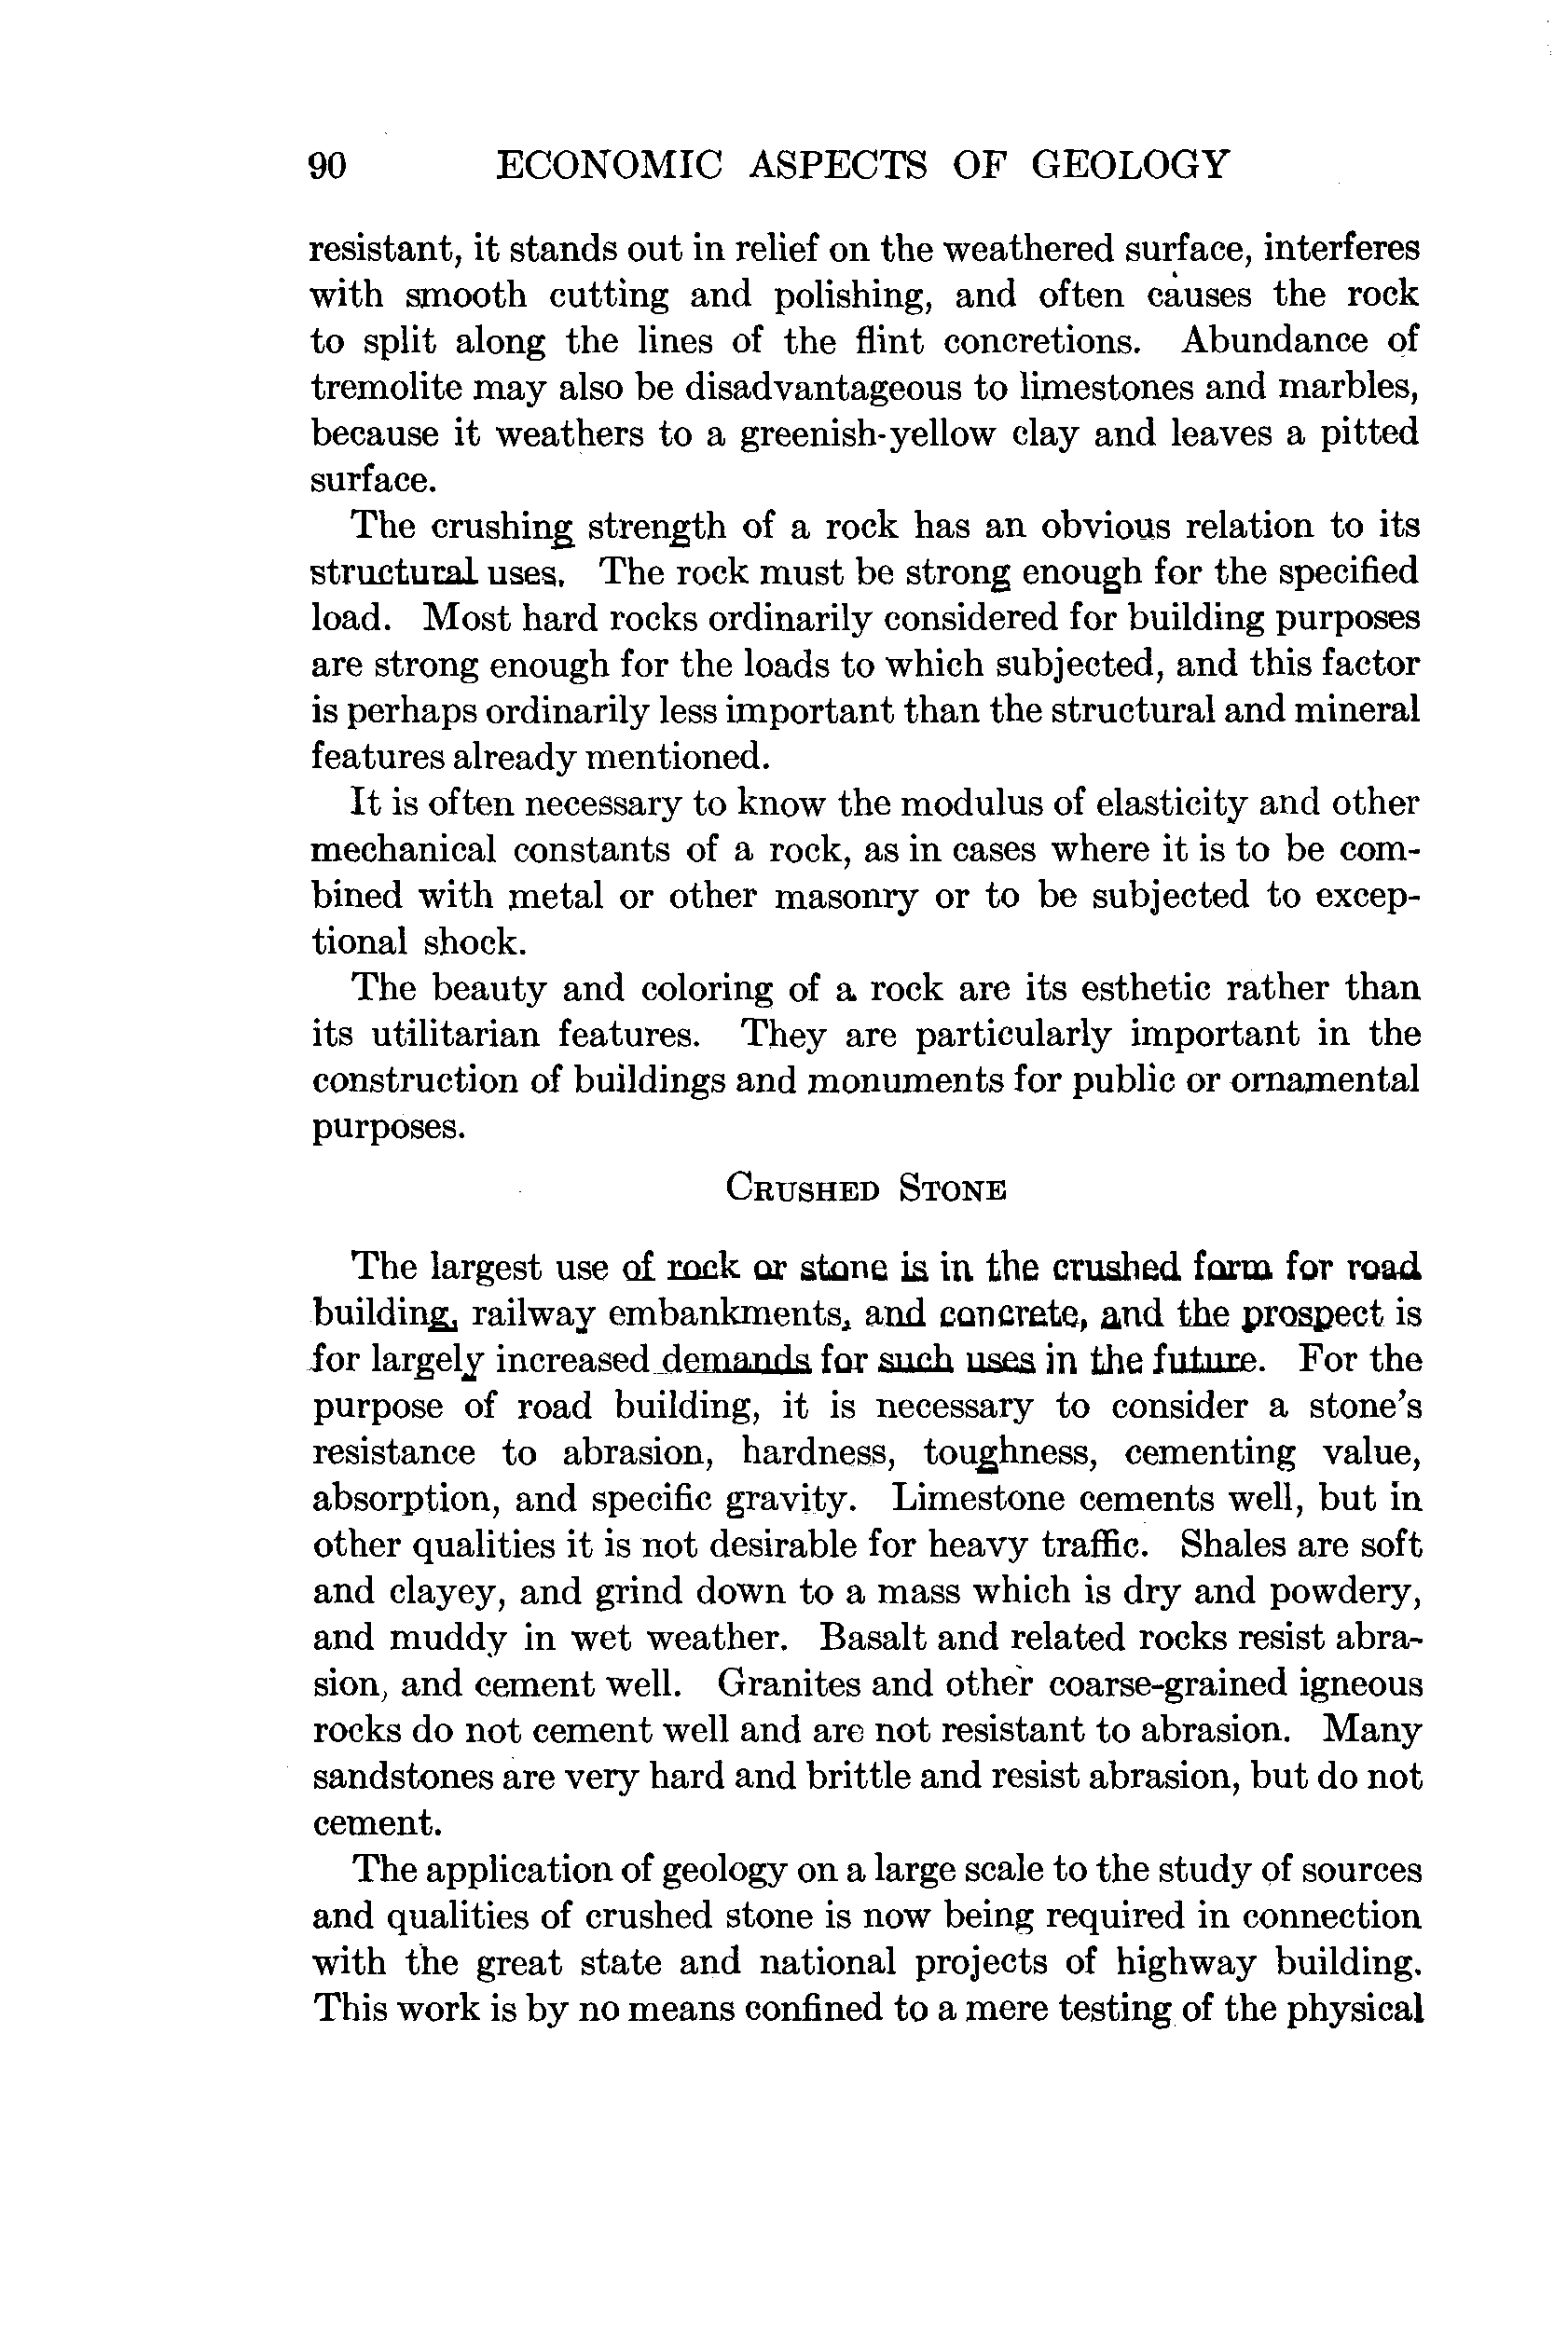 90 ECONOMIC ASPECTS OF GEOLOGY
resistant, it stands out in relief on the weathered surface, interferes
with smooth cutting and polishing, and often causes the rock
to split along the lines of the flint concretions. Abundance of
tremolite may also be disadvantageous to limestones and marbles,
because it weathers to a greenish-yellow clay and leaves a pitted
surface.
The crushing strength of a rock has an obvious relation to its
structural uses. The rock must be strong enough for the specified
load. Most hard rocks ordinarily considered for building purposes
are strong enough for the loads to which subjected, and this factor
is perhaps ordinarily less important than the structural and mineral
features already mentioned.
It is often necessary to know the modulus of elasticity and other
mechanical constants of a rock, as in cases where it is to be com-
bined with metal or other masonry or to be subjected to excep-
tional shock.
The beauty and coloring of a rock are its esthetic rather than
its utilitarian features. They are particularly important in the
construction of buildings and monuments for public or ornamental
purposes.
CRUSHED STONE
The largest use of rock or stone is in the crushed form for road
building, railway embankments, and concrete, and the prospect is
for largely increased demands for such uses in the future. For the
purpose of road building, it is necessary to consider a stone's
resistance to abrasion, hardness, toughness, cementing value,
absorption, and specific gravity. Limestone cements well, but in
other qualities it is not desirable for heavy traffic. Shales are soft
and clayey, and grind down to a mass which is dry and powdery,
and muddy in wet weather. Basalt and related rocks resist abra-
sion, and cement well. Granites and other coarse-grained igneous
rocks do not cement well and are not resistant to abrasion. Many
sandstones are very hard and brittle and resist abrasion, but do not
cement.
The application of geology on a large scale to the study of sources
and qualities of crushed stone is now being required in connection
with the great state and national projects of highway building.
This work is by no means confined to a mere testing of the physical